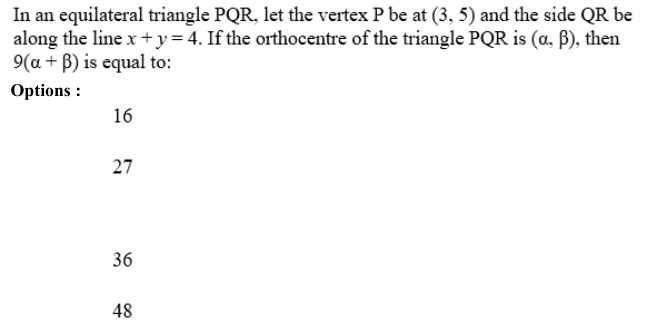 In an equilateral triangle PQR, let the vertex P be at (3, 5) and the side QR be
along the line x + y = 4. If the orthocentre of the triangle PQR is (α, β), then
9(α + β) is equal to:
Options :
16
27
36
48